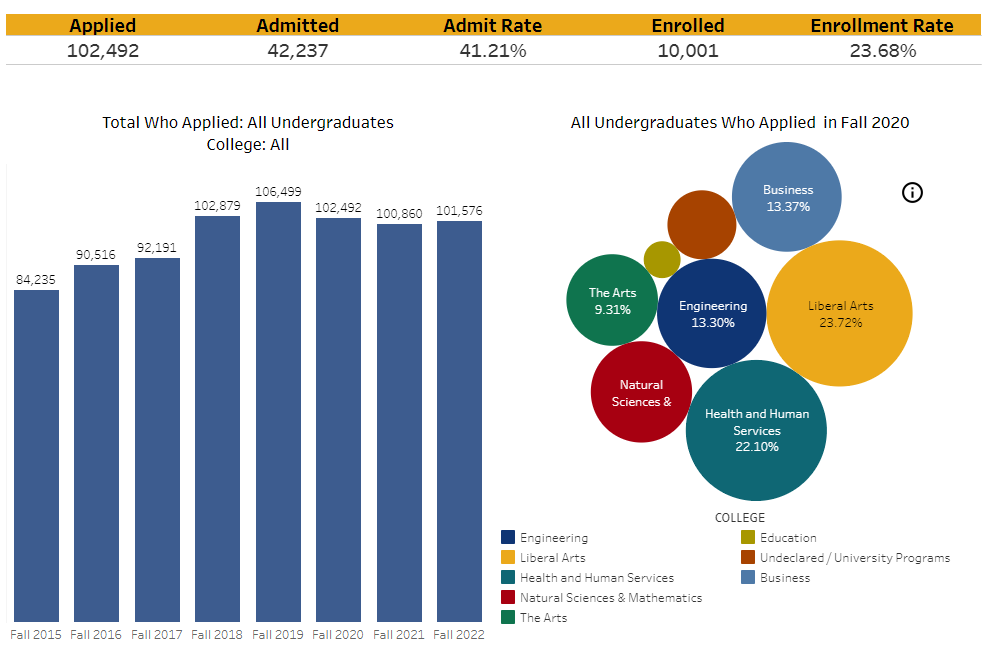 Applied Admitted Admit Rate Enrolled Enrollment Rate
102,492 42,237 41.21% 10,001 23.68%
Total Who Applied: All Undergraduates
College: All
84,235
90,516
92,191
102,879
106,499
102,492
100,860
101,576
Fall 2015 Fall 2016 Fall 2017 Fall 2018 Fall 2019 Fall 2020 Fall 2021 Fall 2022
All Undergraduates Who Applied in Fall 2020
Business
13.37%
The Arts
9.31%
Engineering
13.30%
Liberal Arts
23.72%
Natural
Sciences &
Health and Human
Services
22.10%
COLLEGE
Engineering
Liberal Arts
Health and Human Services
Natural Sciences & Mathematics
The Arts
Education
Undeclared / University Programs
Business